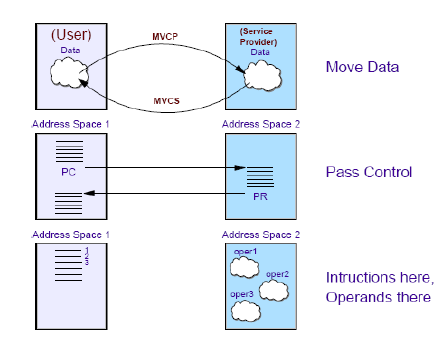 (User)
Data
MVCP
(Service
Provider)
Data
MVCS
Move Data
Address Space 1
Address Space 2
PC
PR
Pass Control
Address Space 1
Address Space 2
1
2
3
oper1
oper2
oper3
Intructions here,
Operands there